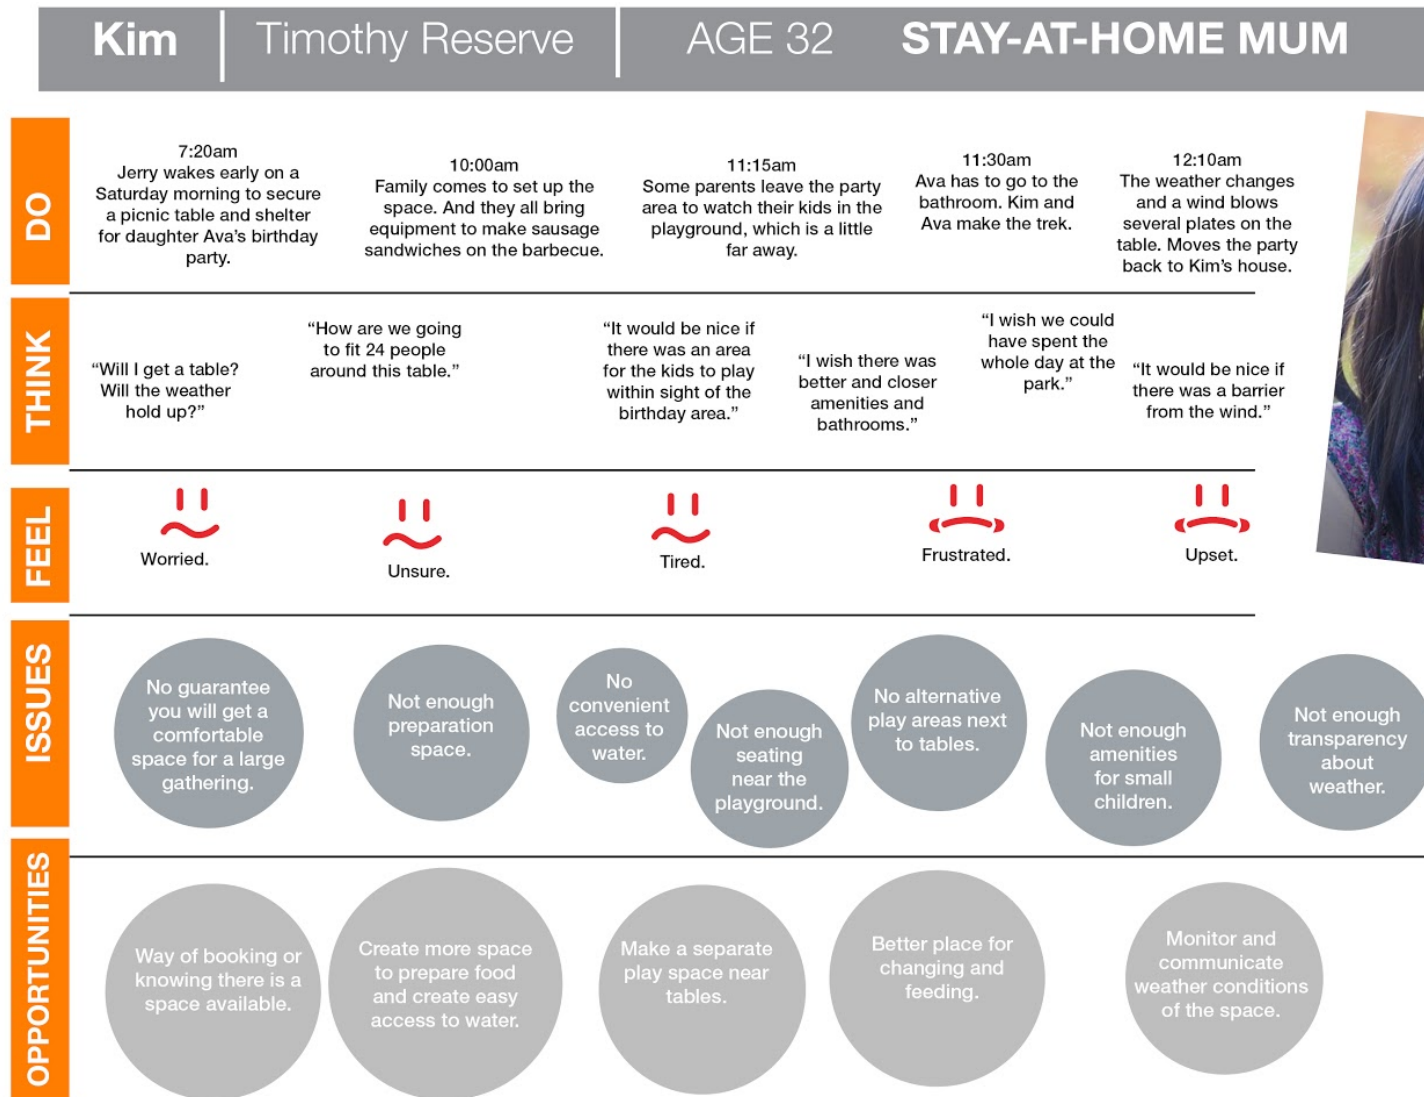 Kim Timothy Reserve AGE 32 STAY-AT-HOME MUM
DO
7:20am
Jerry wakes early on a
Saturday morning to secure
a picnic table and shelter
for daughter Ava’s birthday
party.
10:00am
Family comes to set up the
space. And they all bring
equipment to make sausage
sandwiches on the barbecue.
11:15am
Some parents leave the party
area to watch their kids in the
playground, which is a little
far away.
11:30am
Ava has to go to the
bathroom. Kim and
Ava make the trek.
12:10am
The weather changes
and a wind blows
several plates on the
table. Moves the party
back to Kim’s house.
THINK
“Will I get a table?
Will the weather
hold up?”
“How are we going
to fit 24 people
around this table.”
“It would be nice if
there was an area
for the kids to play
within sight of the
birthday area.”
“I wish there was
better and closer
amenities and
bathrooms.”
“I wish we could
have spent the
whole day at the
park.”
“It would be nice if
there was a barrier
from the wind.”
FEEL
Worried.
Unsure.
Tired.
Frustrated.
Upset.
ISSUES
No guarantee
you will get a
comfortable
space for a large
gathering.
Not enough
preparation
space.
No
convenient
access to
water.
Not enough
seating
near the
playground.
No alternative
play areas next
to tables.
Not enough
amenities
for small
children.
Not enough
transparency
about
weather.
OPPORTUNITIES
Way of booking or
knowing there is a
space available.
Create more space
to prepare food
and create easy
access to water.
Make a separate
play space near
tables.
Better place for
changing and
feeding.
Monitor and
communicate
weather conditions
of the space.